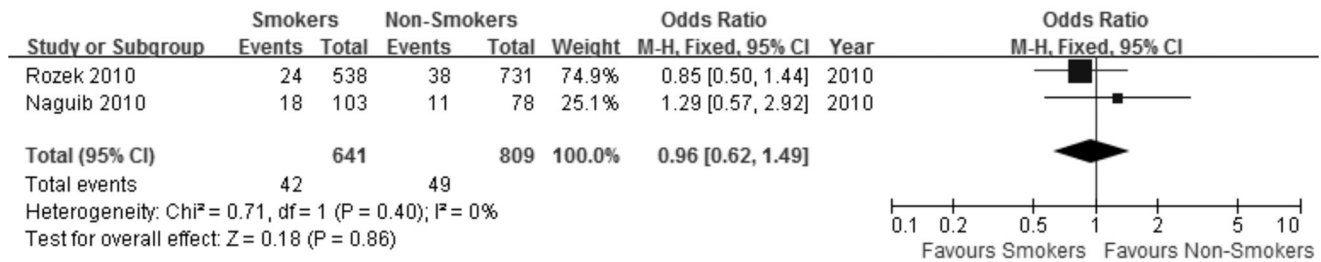 Smokers Non-Smokers Odds Ratio Odds Ratio
Study or Subgroup Events Total Events Total Weight M-H, Fixed, 95% CI Year M-H, Fixed, 95% CI
Rozek 2010 24 538 38 731 74.9% 0.85 [0.50, 1.44] 2010
Naguib 2010 18 103 11 78 25.1% 1.29 [0.57, 2.92] 2010
Total (95% CI) 641 809 100.0% 0.96 [0.62, 1.49]
Total events 42 49
Heterogeneity: Chi² = 0.71, df = 1 (P = 0.40); I² = 0%
Test for overall effect: Z = 0.18 (P = 0.86)
0.1 0.2 0.5 1 2 5 10
Favours Smokers Favours Non-Smokers